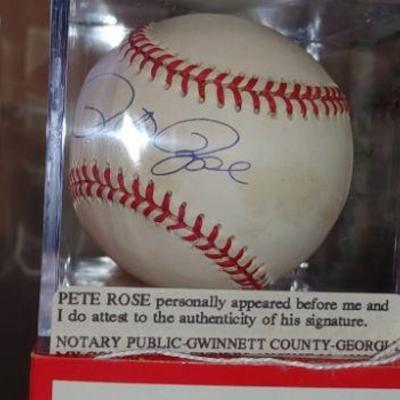 Pete Rose
PETE ROSE personally appeared before me and
I do attest to the authenticity of his signature.
NOTARY PUBLIC-GWINNETT COUNTY-GEORGIA